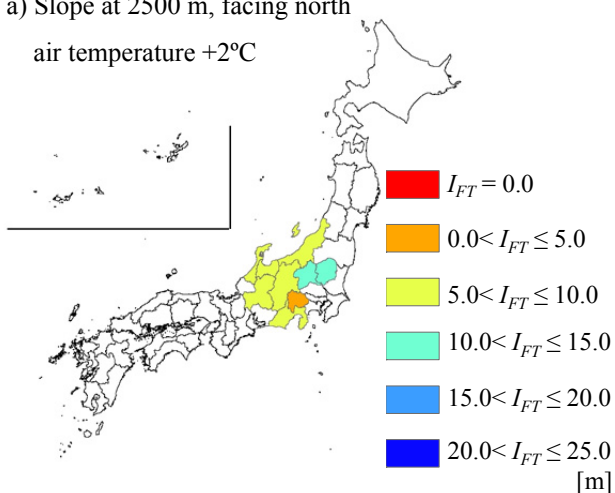 a) Slope at 2500 m, facing north
air temperature +2ºC
I_FT = 0.0
0.0< I_FT ≤ 5.0
5.0< I_FT ≤ 10.0
10.0< I_FT ≤ 15.0
15.0< I_FT ≤ 20.0
20.0< I_FT ≤ 25.0
[m]